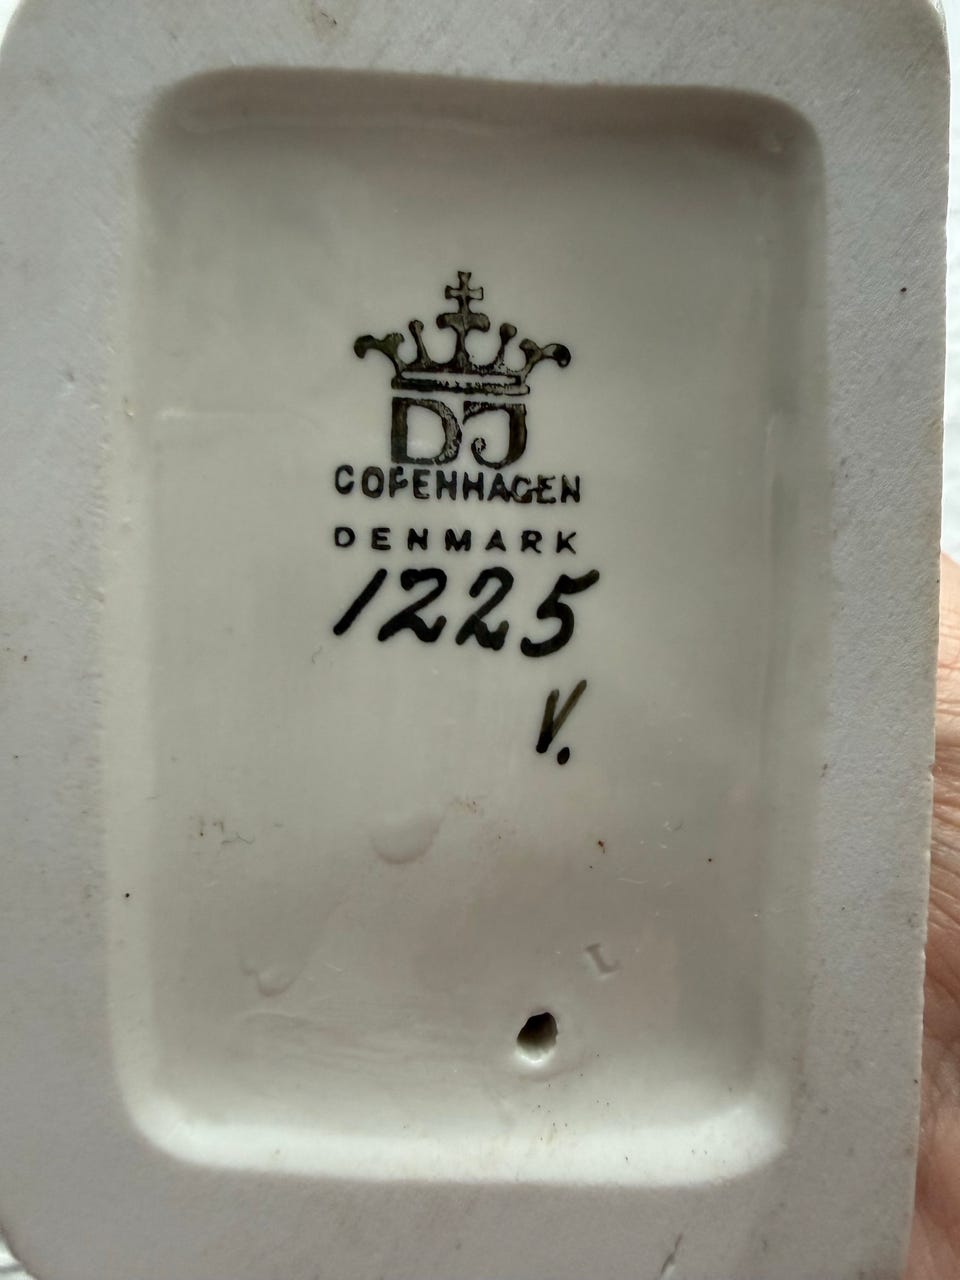 DJ
COPENHAGEN
DENMARK
1225
V.
L